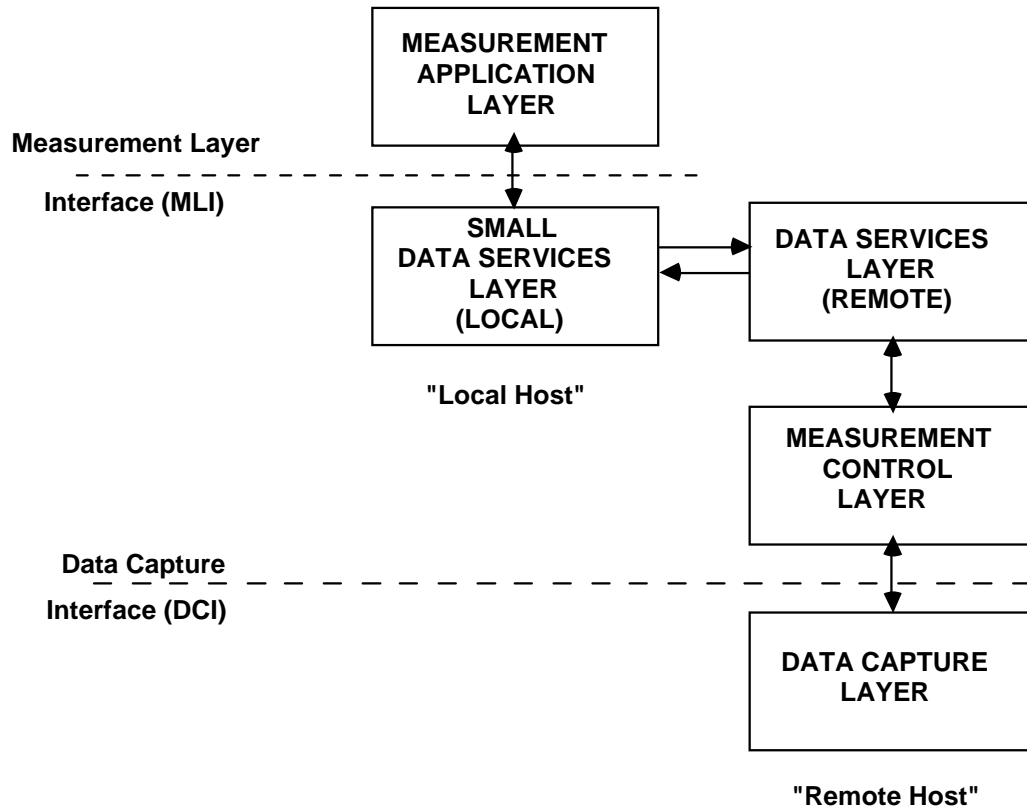 MEASUREMENT
APPLICATION
LAYER
Measurement Layer
Interface (MLI)
SMALL
DATA SERVICES
LAYER
(LOCAL)
DATA SERVICES
LAYER
(REMOTE)
"Local Host"
MEASUREMENT
CONTROL
LAYER
Data Capture
Interface (DCI)
DATA CAPTURE
LAYER
"Remote Host"